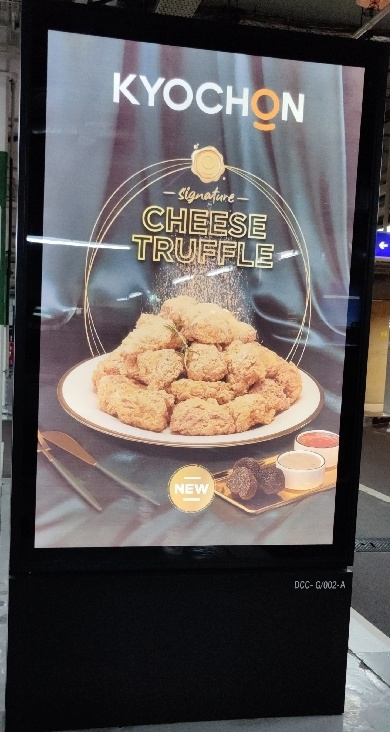 KYOCHON
Signature
CHEESE
TRUFFLE
NEW
DCC-G/002-A